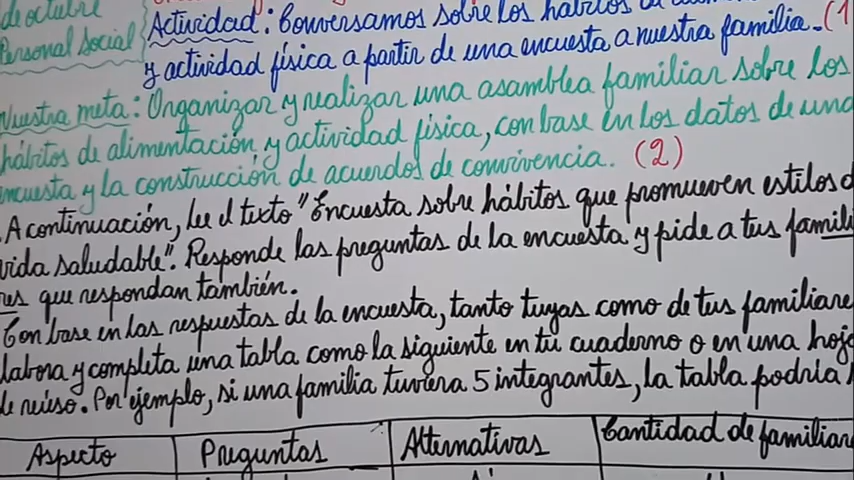 de octubre
Actividad: Conversamos sobre los hábitos de
Personal Social
y actividad física a partir de una encuesta a nuestra familia. (1
Nuestra meta: Organizar y realizar una asamblea familiar sobre los
hábitos de alimentación y actividad física, con base en los datos de una
encuesta y la construcción de acuerdos de convivencia. (2)
. A continuación, lee el texto "Encuesta sobre hábitos que promueven estilos d
vida saludable". Responde las preguntas de la encuesta y pide a tus famili
res que respondan también.
Con base en las respuestas de la encuesta, tanto tuyas como de tus familiare
labora y completa una tabla como la siguiente en tu cuaderno o en una hoja
de reúso. Por ejemplo, si una familia tuviera 5 integrantes, la tabla podría
Aspecto Preguntas Alternativas Cantidad de familiar